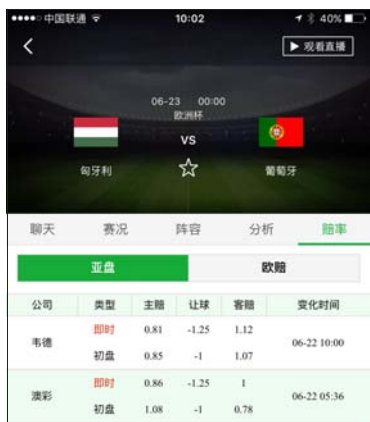 中国联通 10:02 40%
观看直播
06-23 00:00
欧洲杯
VS
匈牙利 葡萄牙
聊天 赛况 阵容 分析 赔率
亚盘 欧赔
公司 类型 主赔 让球 客赔 变化时间
韦德 即时 0.81 -1.25 1.12 06-22 10:00
初盘 0.85 -1 1.07
澳彩 即时 0.86 -1.25 1 06-22 05:36
初盘 1.08 -1 0.78